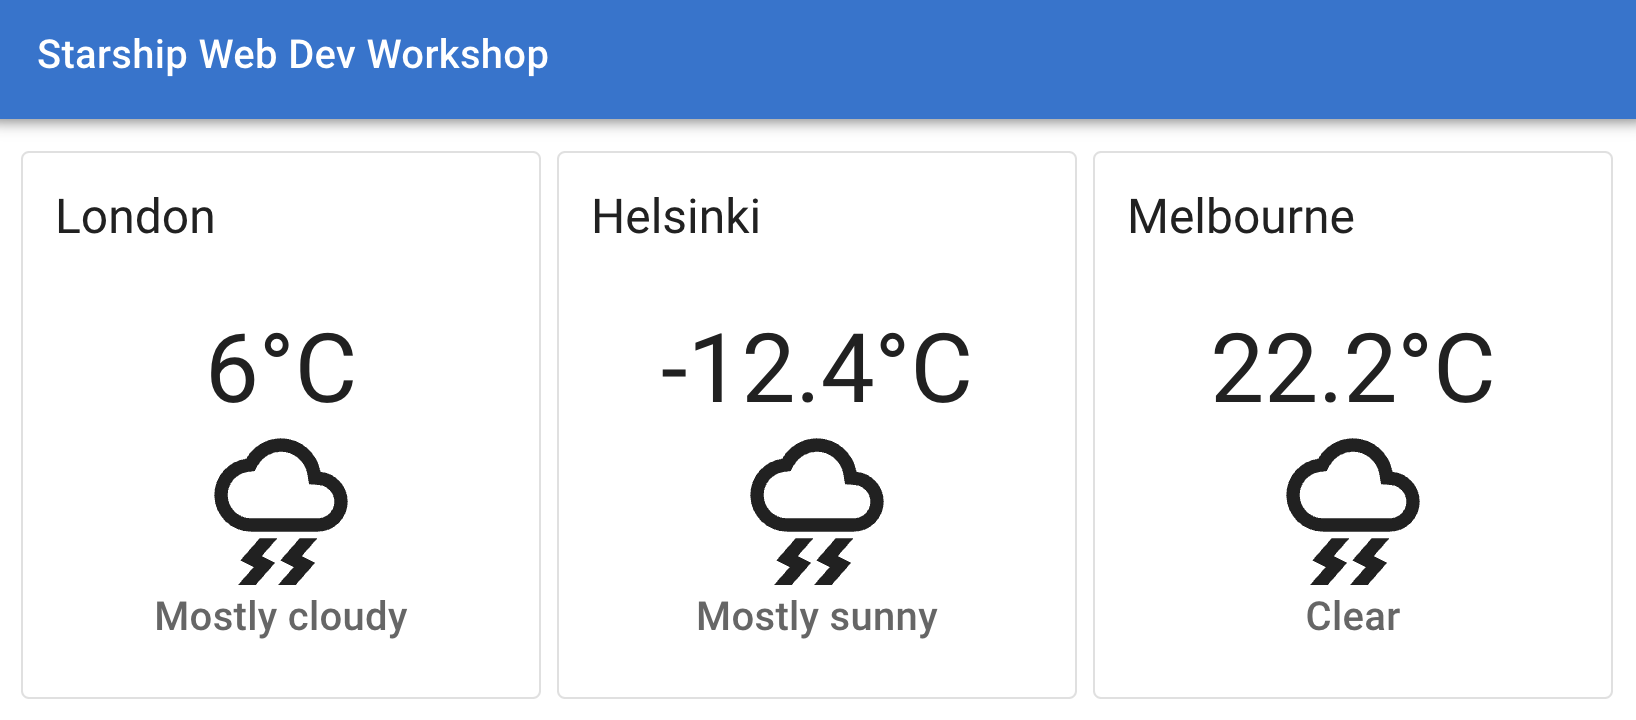 Starship Web Dev Workshop
London
6°C
Mostly cloudy
Helsinki
-12.4°C
Mostly sunny
Melbourne
22.2°C
Clear